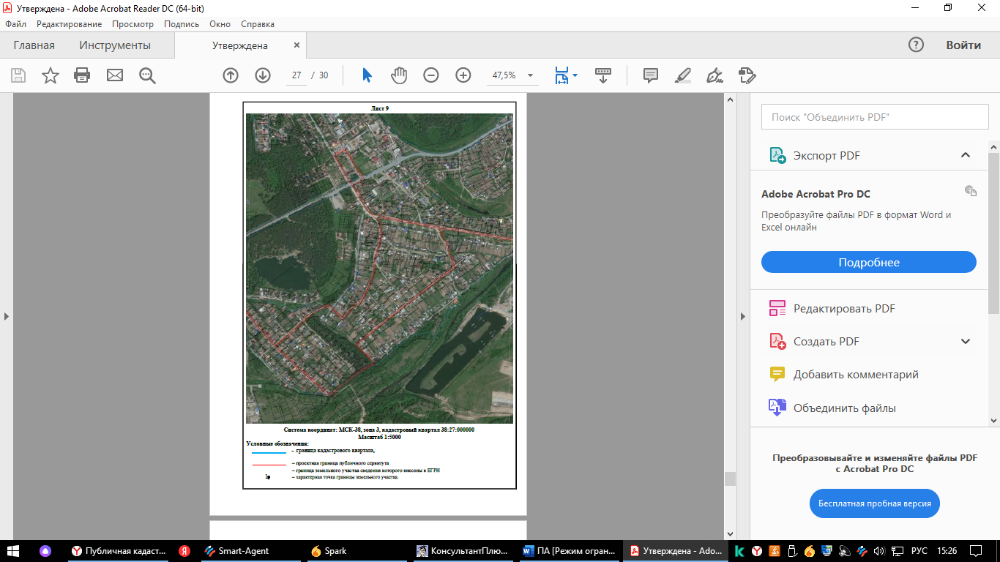 Утверждена - Adobe Acrobat Reader DC (64-bit)
Файл Редактирование Просмотр Подпись Окно Справка
Главная Инструменты Утверждена × ? Войти
27 / 30 47,5%
Лист 9
Система координат: МСК-38, зона 3, кадастровый квартал 38:27:000000
Масштаб 1:5000
Условные обозначения:
- граница кадастрового квартала,
– проектная граница публичного сервитута
– граница земельного участка сведения которого внесены в ЕГРН
– характерная точка границы земельного участка.
Поиск "Объединить PDF"
Экспорт PDF
Adobe Acrobat Pro DC
Преобразуйте файлы PDF в формат Word и
Excel онлайн
Подробнее
Редактировать PDF
Создать PDF
Добавить комментарий
Объединить файлы
Преобразовывайте и изменяйте файлы PDF
с Acrobat Pro DC
Бесплатная пробная версия
Публичная кадаст... Smart-Agent Spark КонсультантПлю... ПА [Режим огран... Утверждена - Ado... РУС 15:26